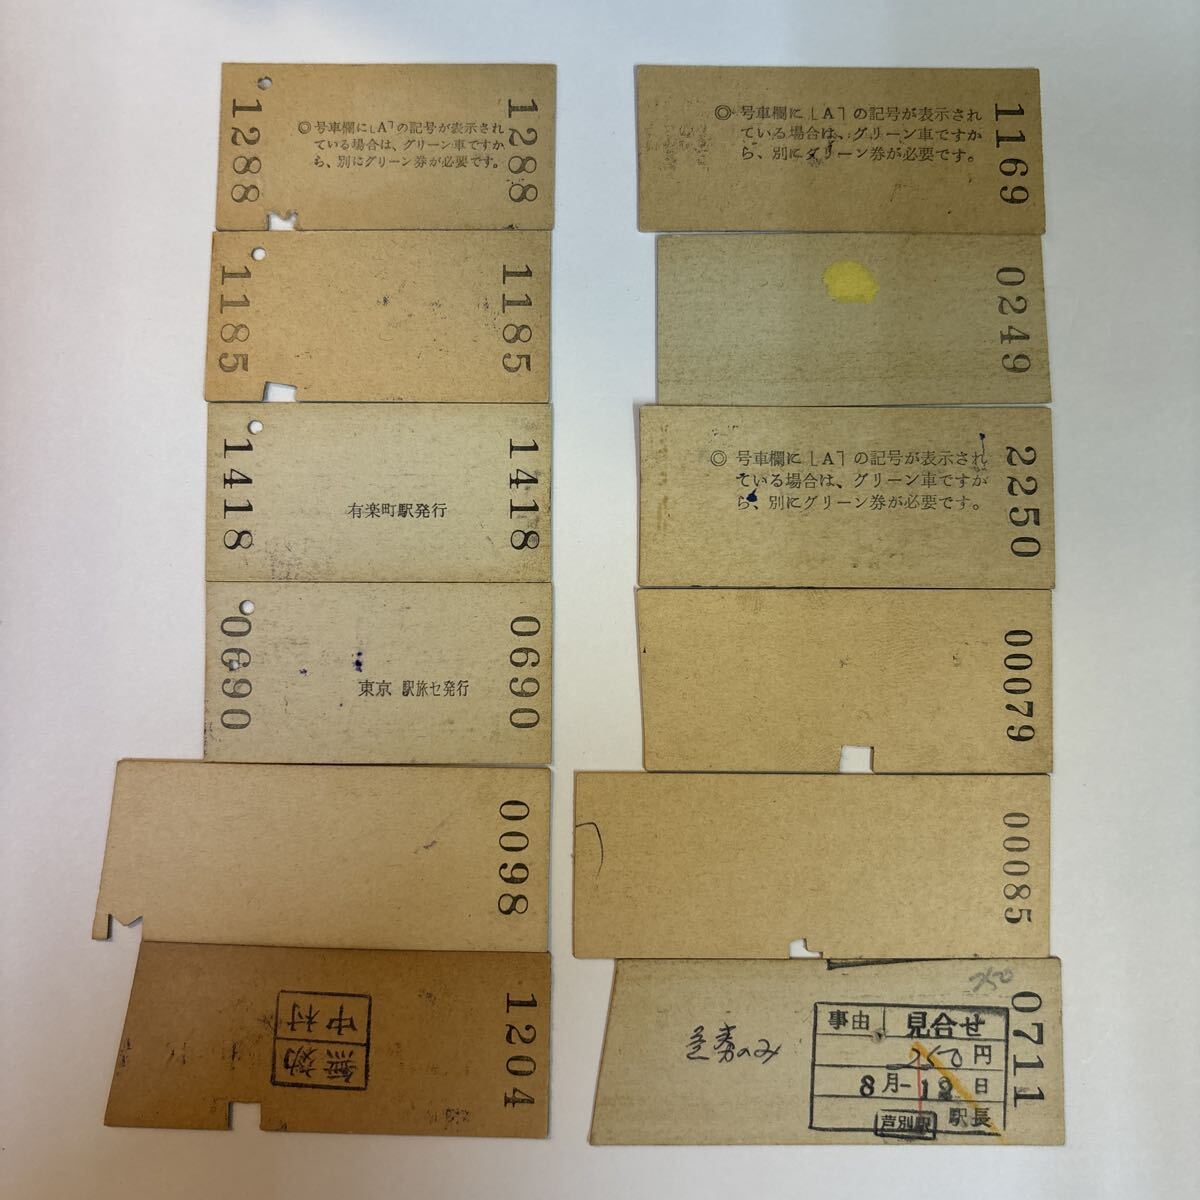 1288
◎ 号車欄に[A]の記号が表示され
ている場合は、グリーン車ですか
ら、別にグリーン券が必要です。
1288
1185
1185
1418
有楽町駅発行
1418
0690
東京 駅旅セ発行
0690
0098
無効
中村
1204
◎ 号車欄に[A]の記号が表示され
ている場合は、グリーン車ですか
ら、別にグリーン券が必要です。
1169
0249
◎ 号車欄に[A]の記号が表示され
ている場合は、グリーン車ですか
ら、別にグリーン券が必要です。
2250
00079
00085
事由 見合せ
円
8月-12日
芦別駅 駅長
0711